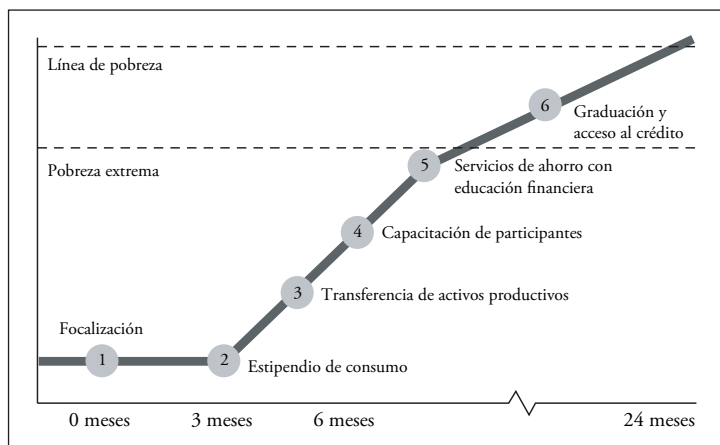 Línea de pobreza
6
Graduación y
acceso al crédito
Pobreza extrema
5
Servicios de ahorro con
educación financiera
4
Capacitación de participantes
3
Transferencia de activos productivos
Focalización
1
2
Estipendio de consumo
0 meses
3 meses
6 meses
24 meses